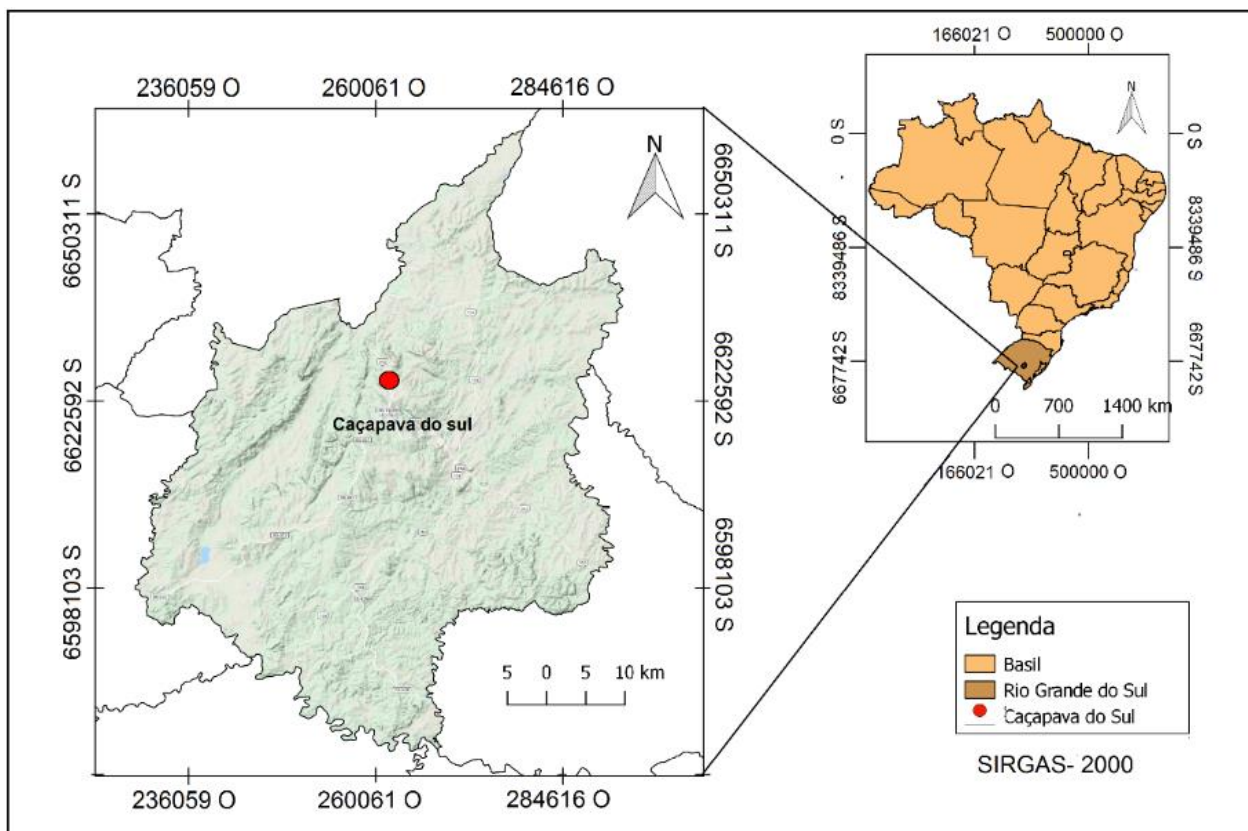 236059 O
260061 O
284616 O
6650311 S
6622592 S
6598103 S
N
Caçapava do sul
5 0 5 10 km
6650311 S
6622592 S
6598103 S
236059 O
260061 O
284616 O
166021 O
500000 O
0 S
8339486 S
667742 S
N
0 S
8339486 S
667742 S
0 700 1400 km
166021 O
500000 O
Legenda
Basil
Rio Grande do Sul
Caçapava do Sul
SIRGAS- 2000